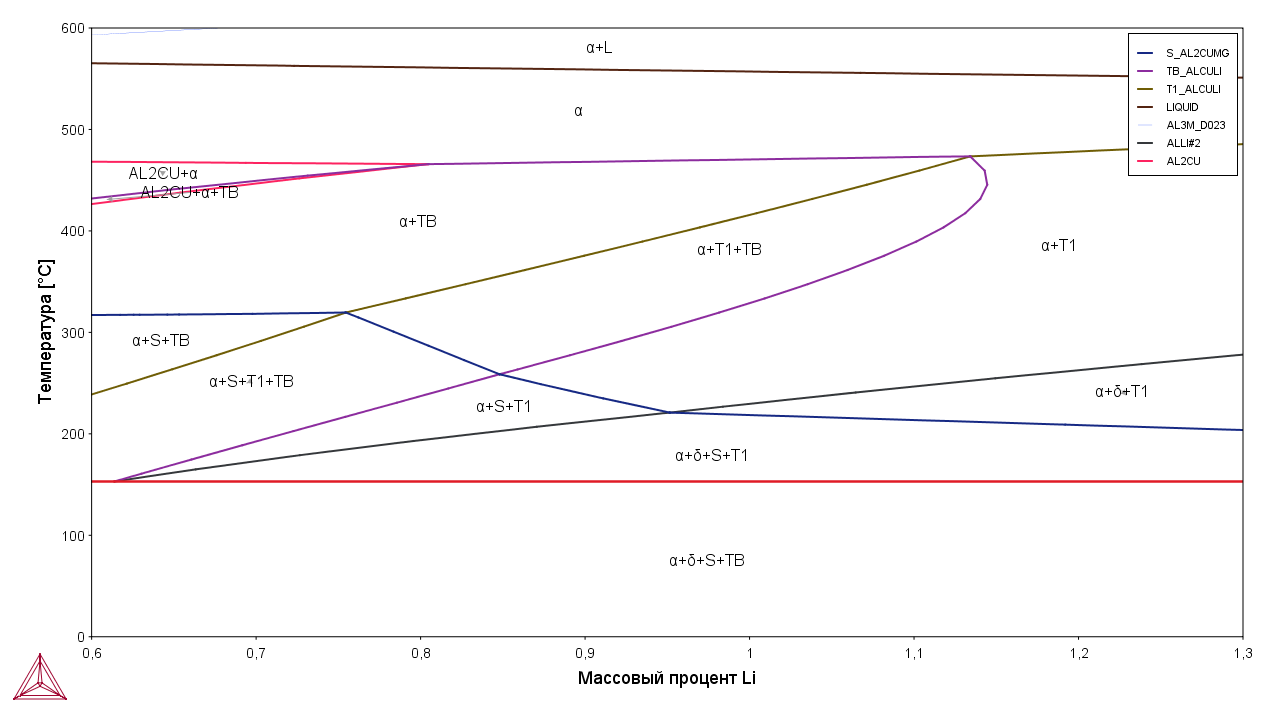 600
α+L
S_AL2CUMG
TB_ALCULI
T1_ALCULI
LIQUID
AL3M_D023
ALLI#2
AL2CU
α
500
AL2CU+α
AL2CU+α+TB
α+TB
400
α+T1+TB
α+T1
Температура [°C]
300
α+S+TB
α+S+T1+TB
α+δ+T1
α+S+T1
200
α+δ+S+T1
100
α+δ+S+TB
0
0,6 0,7 0,8 0,9 1 1,1 1,2 1,3
Массовый процент Li